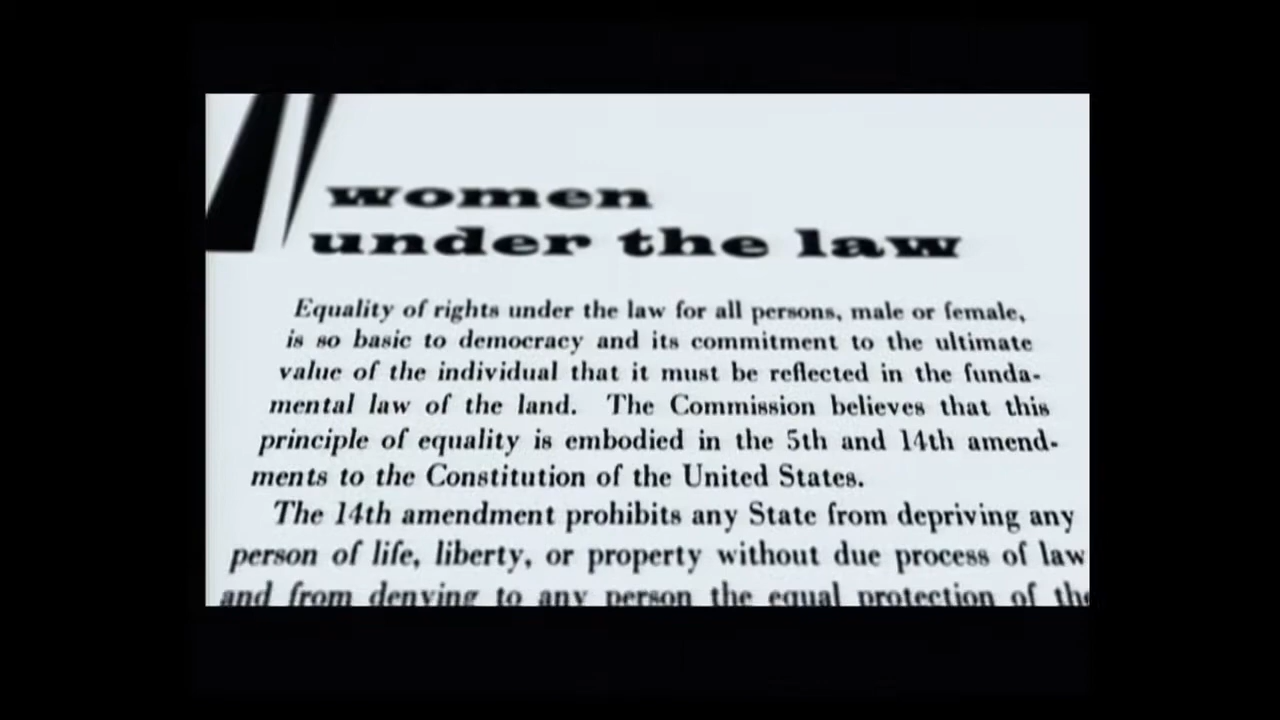 women
under the law
Equality of rights under the law for all persons, male or female,
is so basic to democracy and its commitment to the ultimate
value of the individual that it must be reflected in the funda-
mental law of the land. The Commission believes that this
principle of equality is embodied in the 5th and 14th amend-
ments to the Constitution of the United States.
The 14th amendment prohibits any State from depriving any
person of life, liberty, or property without due process of law
and from denying to any person the equal protection of the